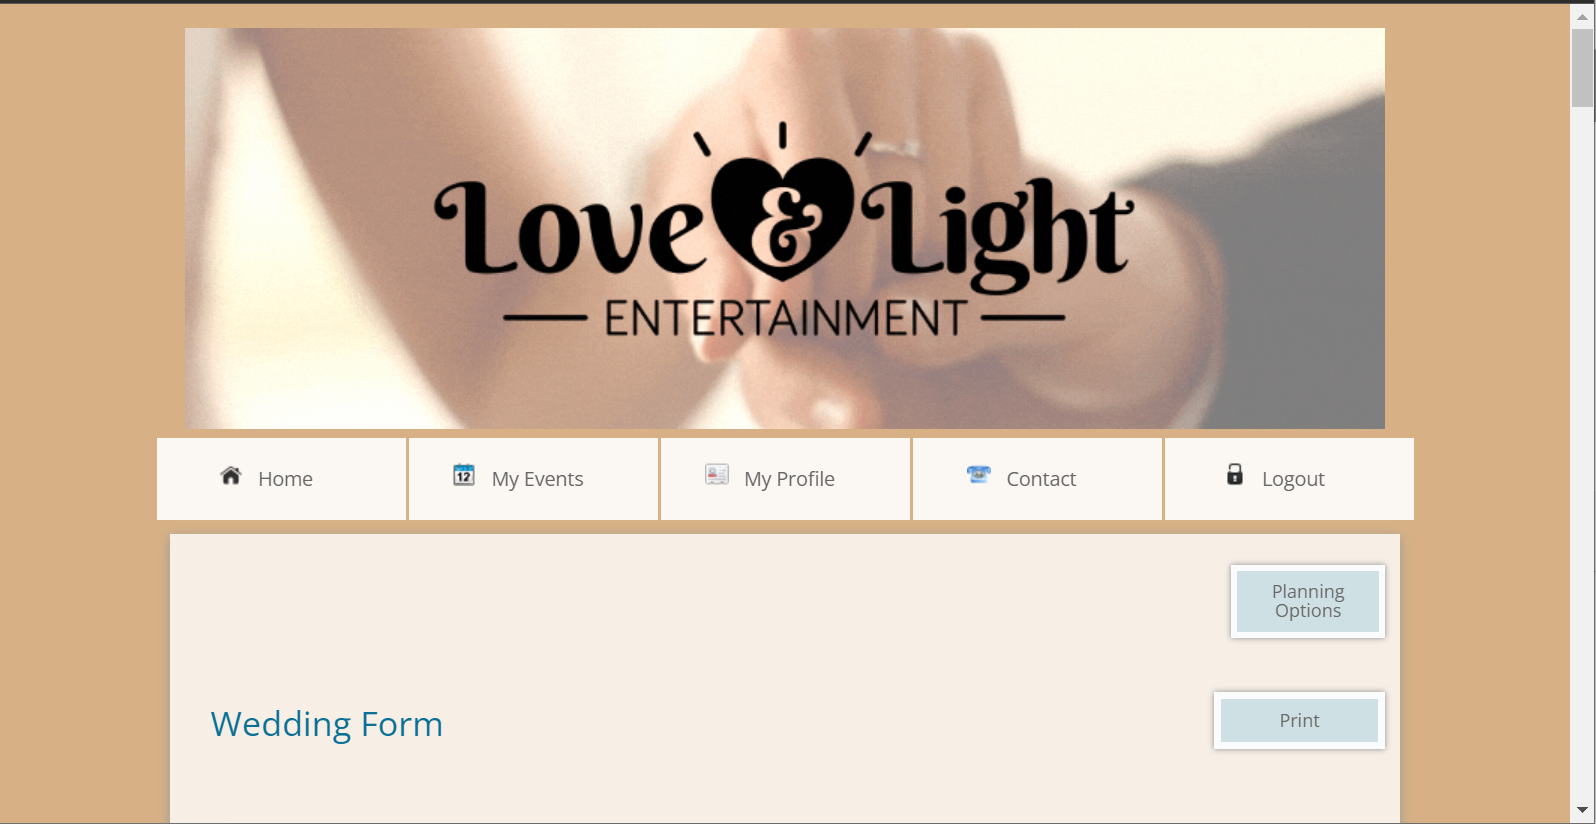 Love & Light
ENTERTAINMENT
Home
12
My Events
My Profile
Contact
Logout
Planning
Options
Wedding Form
Print